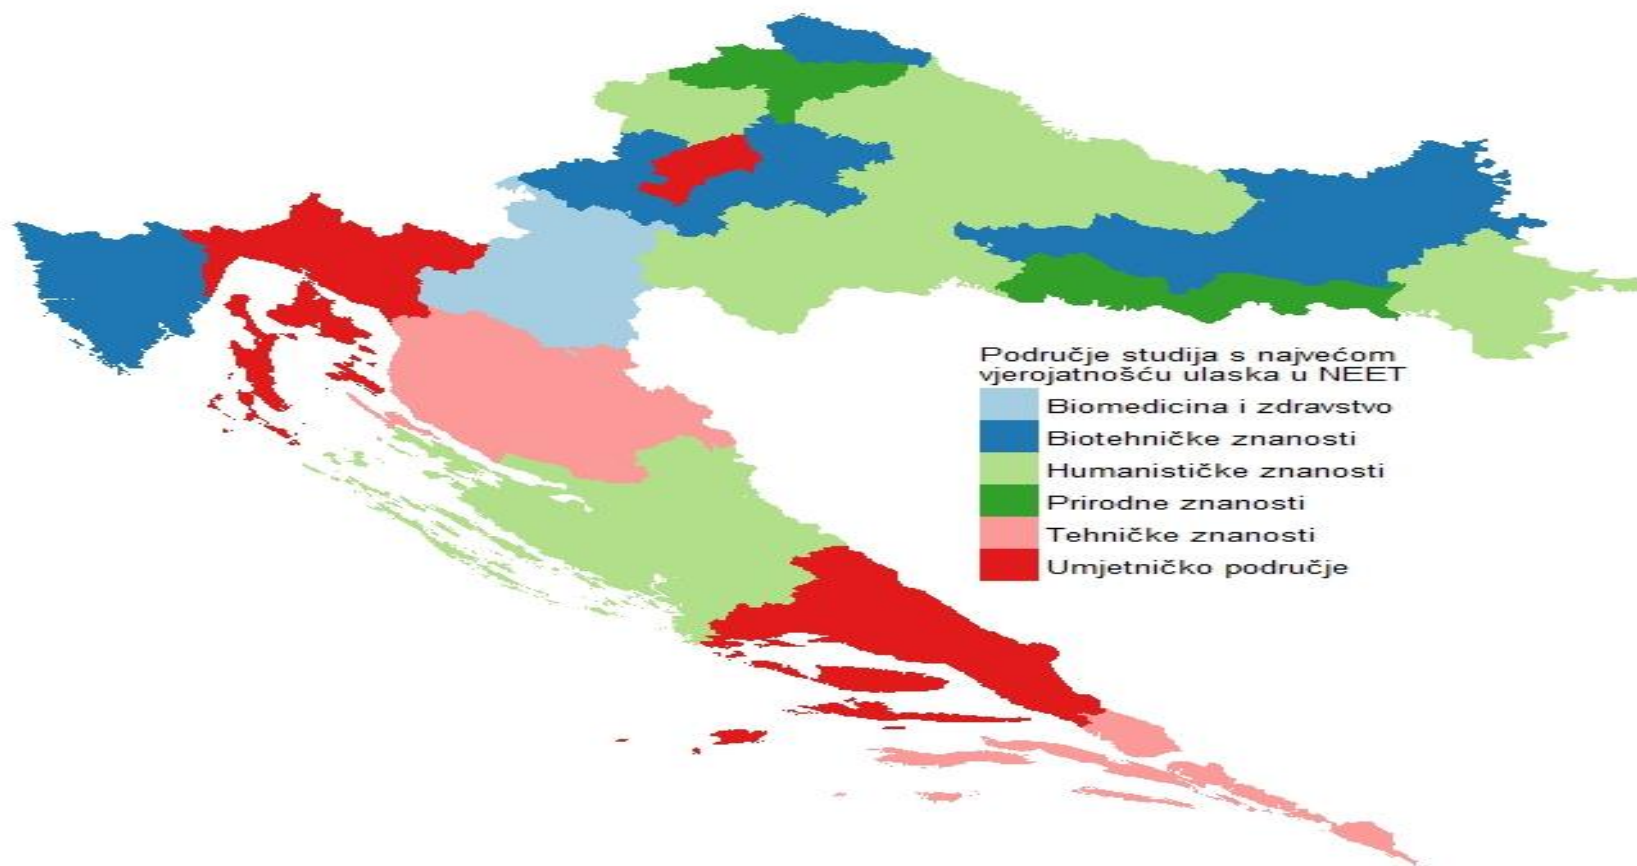 Područje studija s najvećom
vjerojatnošću ulaska u NEET
Biomedicina i zdravstvo
Biotehničke znanosti
Humanističke znanosti
Prirodne znanosti
Tehničke znanosti
Umjetničko područje